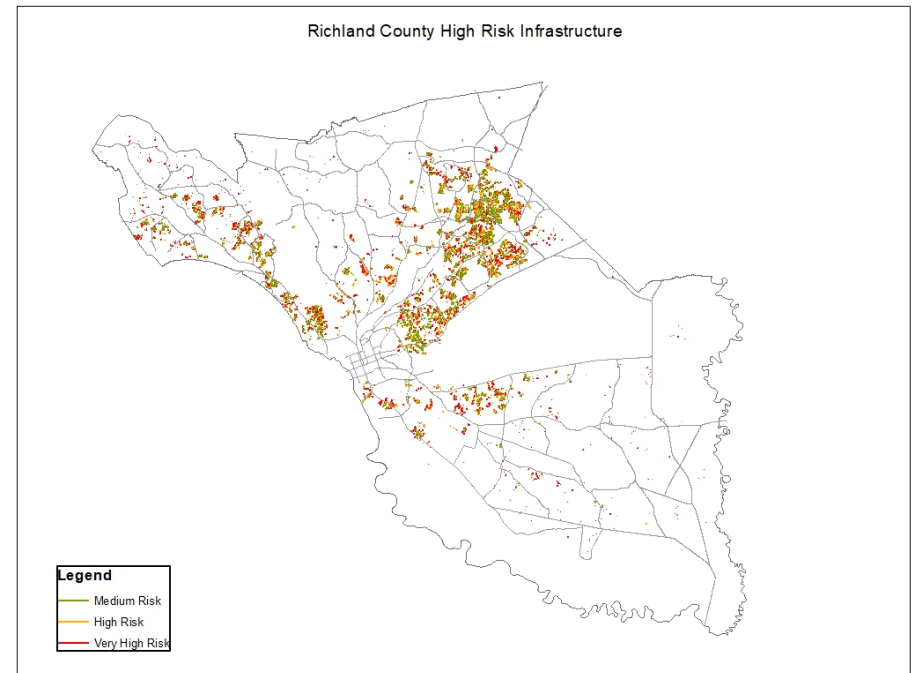 Richland County High Risk Infrastructure
Legend
Medium Risk
High Risk
Very High Risk